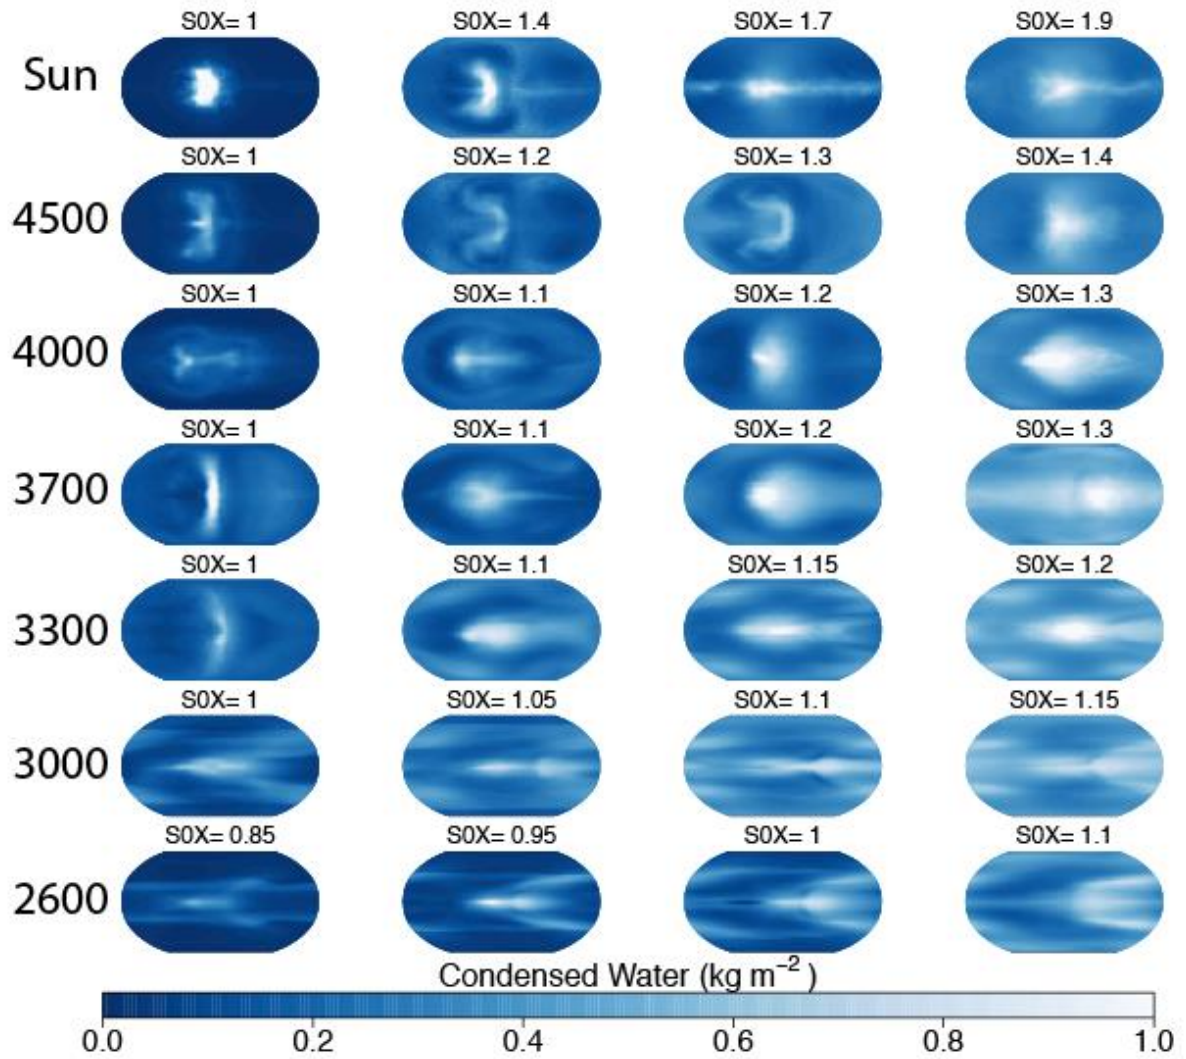 S0X= 1 S0X= 1.4 S0X= 1.7 S0X= 1.9
Sun
S0X= 1 S0X= 1.2 S0X= 1.3 S0X= 1.4
4500
S0X= 1 S0X= 1.1 S0X= 1.2 S0X= 1.3
4000
S0X= 1 S0X= 1.1 S0X= 1.2 S0X= 1.3
3700
S0X= 1 S0X= 1.1 S0X= 1.15 S0X= 1.2
3300
S0X= 1 S0X= 1.05 S0X= 1.1 S0X= 1.15
3000
S0X= 0.85 S0X= 0.95 S0X= 1 S0X= 1.1
2600
Condensed Water (kg m⁻²)
0.0 0.2 0.4 0.6 0.8 1.0